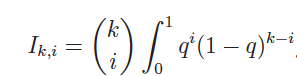 I_{k,i} = \binom{k}{i} \int_0^1 q^i (1 - q)^{k-i}